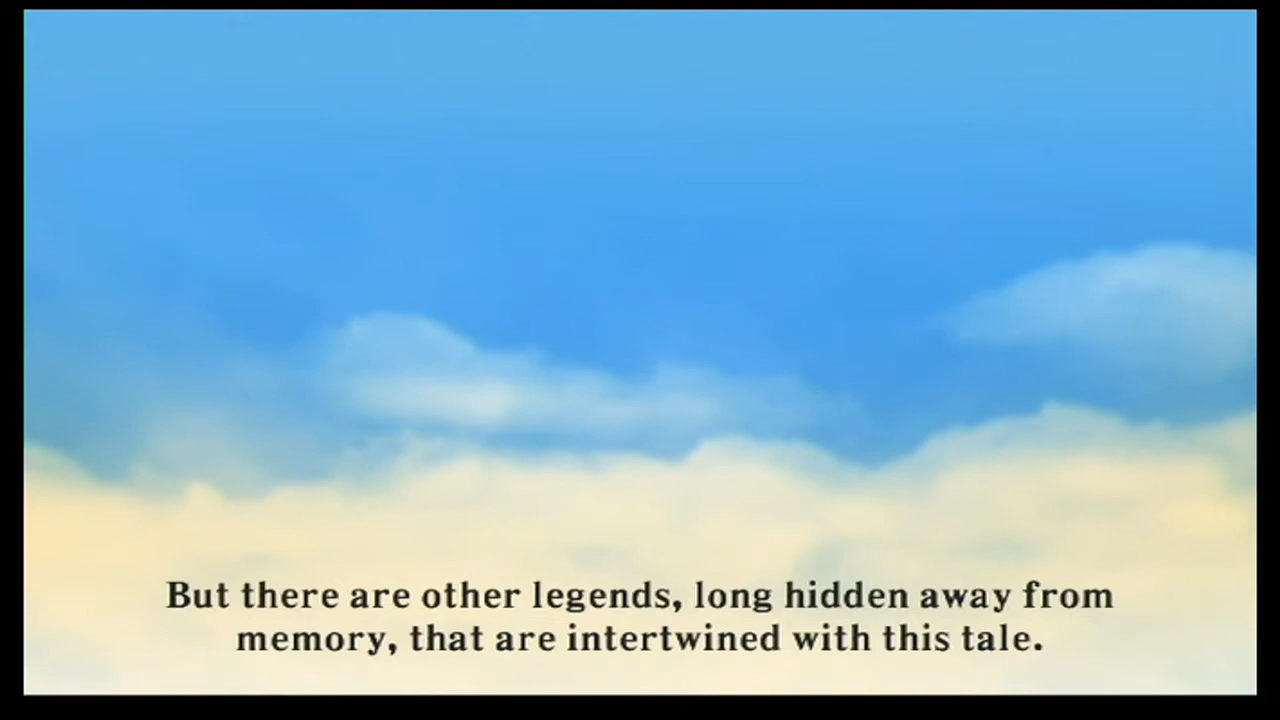 But there are other legends, long hidden away from
memory, that are intertwined with this tale.